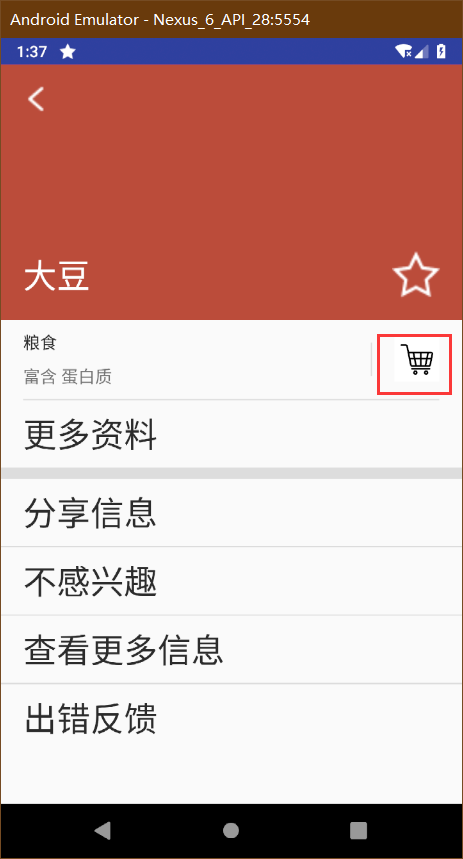 Android Emulator - Nexus_6_API_28:5554
1:37
大豆
粮食
富含 蛋白质
更多资料
分享信息
不感兴趣
查看更多信息
出错反馈